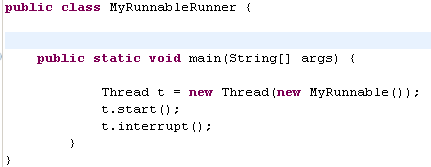 public class MyRunnableRunner {
public static void main(String[] args) {
Thread t = new Thread(new MyRunnable());
t.start();
t.interrupt();
}
}